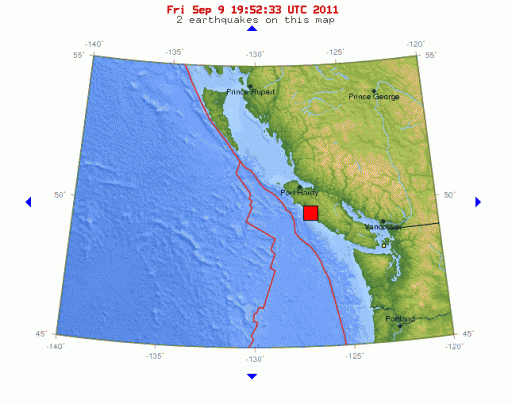 Fri Sep 9 19:52:33 UTC 2011
2 earthquakes on this map
-140° -135° -130° -125° -120°
55° 55°
Prince Rupert
Prince George
50° 50°
Port Hardy
Vancouver
Portland
45° 45°
-140° -135° -130° -125° -120°